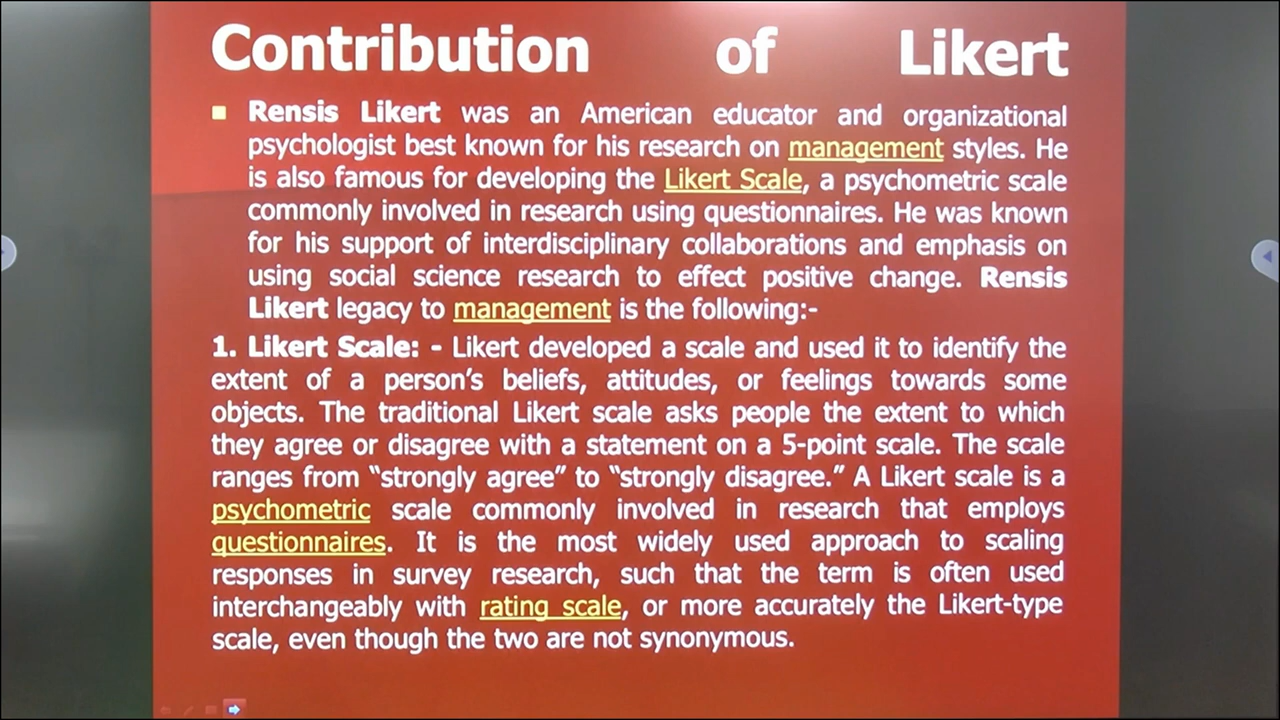 Contribution of Likert
Rensis Likert was an American educator and organizational
psychologist best known for his research on management styles. He
is also famous for developing the Likert Scale, a psychometric scale
commonly involved in research using questionnaires. He was known
for his support of interdisciplinary collaborations and emphasis on
using social science research to effect positive change. Rensis
Likert legacy to management is the following:-
1. Likert Scale: - Likert developed a scale and used it to identify the
extent of a person's beliefs, attitudes, or feelings towards some
objects. The traditional Likert scale asks people the extent to which
they agree or disagree with a statement on a 5-point scale. The scale
ranges from “strongly agree” to “strongly disagree.” A Likert scale is a
psychometric scale commonly involved in research that employs
questionnaires. It is the most widely used approach to scaling
responses in survey research, such that the term is often used
interchangeably with rating scale, or more accurately the Likert-type
scale, even though the two are not synonymous.